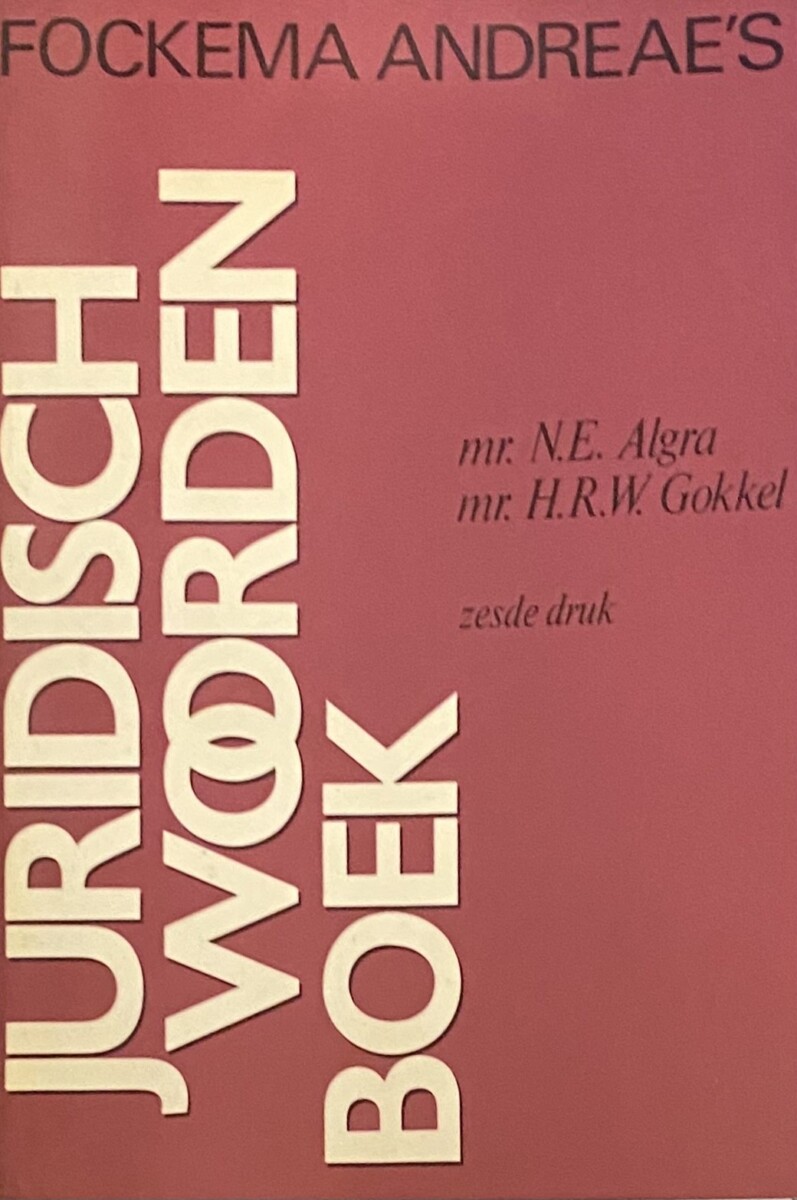 FOCKEMA ANDREAE'S
JURIDISCH
WOORDEN
BOEK
mr. N.E. Algra
mr. H.R.W. Gokkel
zesde druk